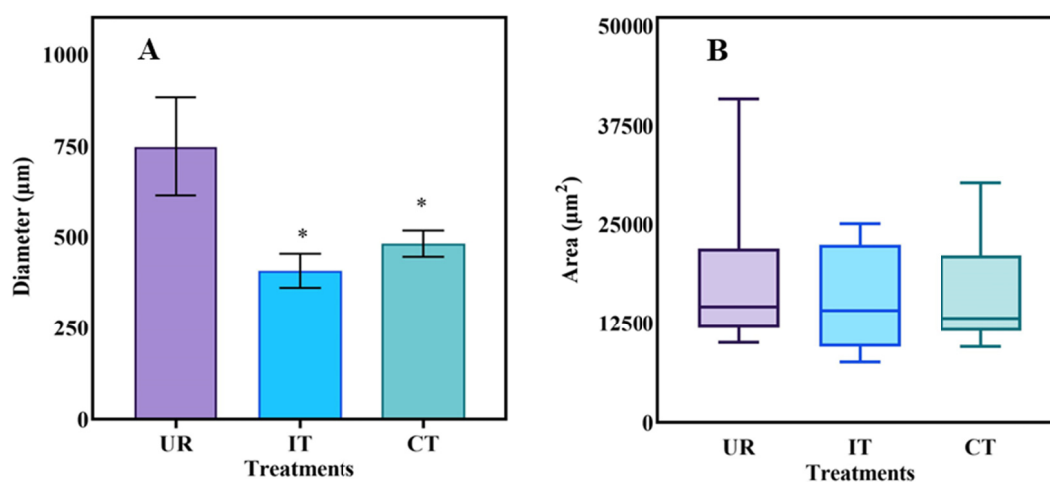 A
Diameter (µm)
1000
750
500
250
0
*
*
UR
IT
CT
Treatments
B
Area (µm²)
50000
37500
25000
12500
0
UR
IT
CT
Treatments